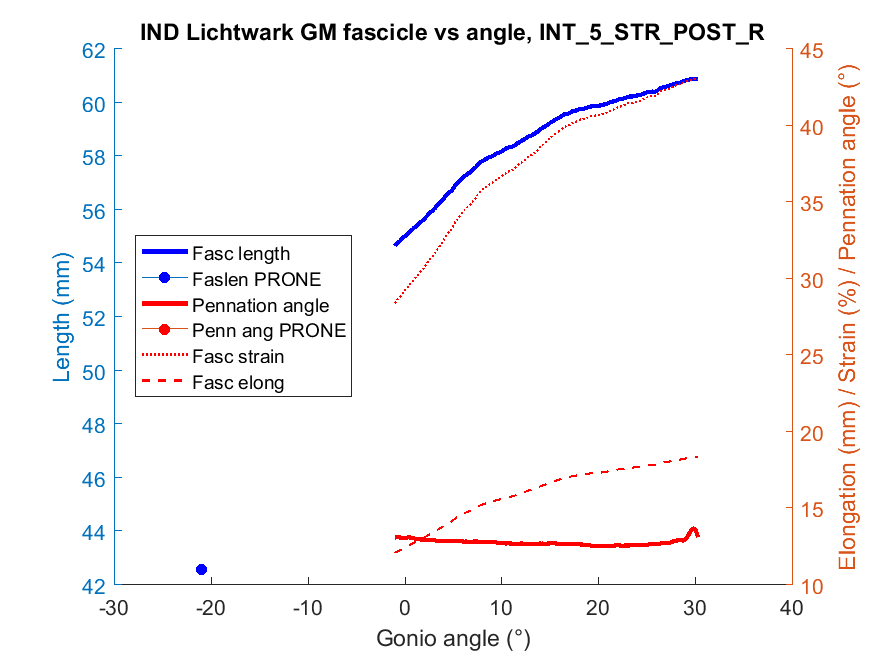 IND Lichtwark GM fascicle vs angle, INT_5_STR_POST_R
62
60
58
56
54
52
50
48
46
44
42
Length (mm)
45
40
35
30
25
20
15
10
Elongation (mm) / Strain (%) / Pennation angle (°)
Fasc length
Faslen PRONE
Pennation angle
Penn ang PRONE
Fasc strain
Fasc elong
-30 -20 -10 0 10 20 30 40
Gonio angle (°)